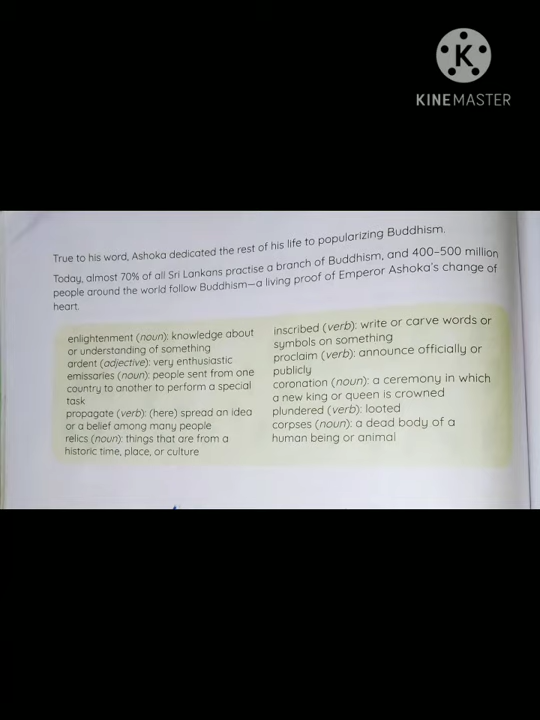 K
KINEMASTER
True to his word, Ashoka dedicated the rest of his life to popularizing Buddhism.
Today, almost 70% of all Sri Lankans practise a branch of Buddhism, and 400–500 million
people around the world follow Buddhism—a living proof of Emperor Ashoka's change of
heart.
enlightenment (noun): knowledge about
or understanding of something
ardent (adjective): very enthusiastic
emissaries (noun): people sent from one
country to another to perform a special
task
propagate (verb): (here) spread an idea
or a belief among many people
relics (noun): things that are from a
historic time, place, or culture
inscribed (verb): write or carve words or
symbols on something
proclaim (verb): announce officially or
publicly
coronation (noun): a ceremony in which
a new king or queen is crowned
plundered (verb): looted
corpses (noun): a dead body of a
human being or animal